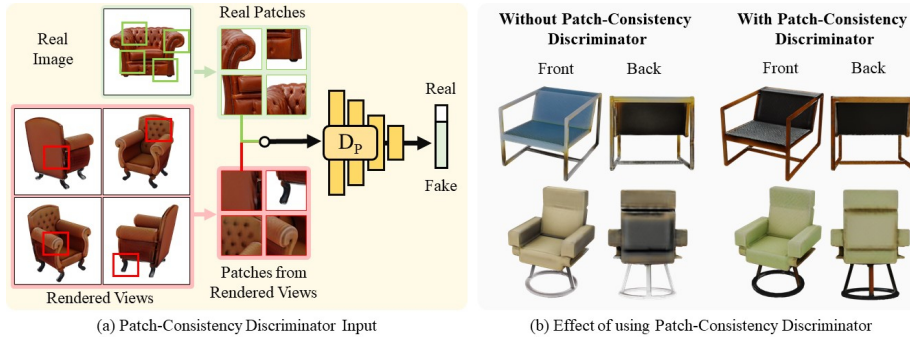 Real
Image
Real Patches
Real
D_P
Fake
Rendered Views
Patches from
Rendered Views
(a) Patch-Consistency Discriminator Input
Without Patch-Consistency
Discriminator
With Patch-Consistency
Discriminator
Front
Back
Front
Back
(b) Effect of using Patch-Consistency Discriminator